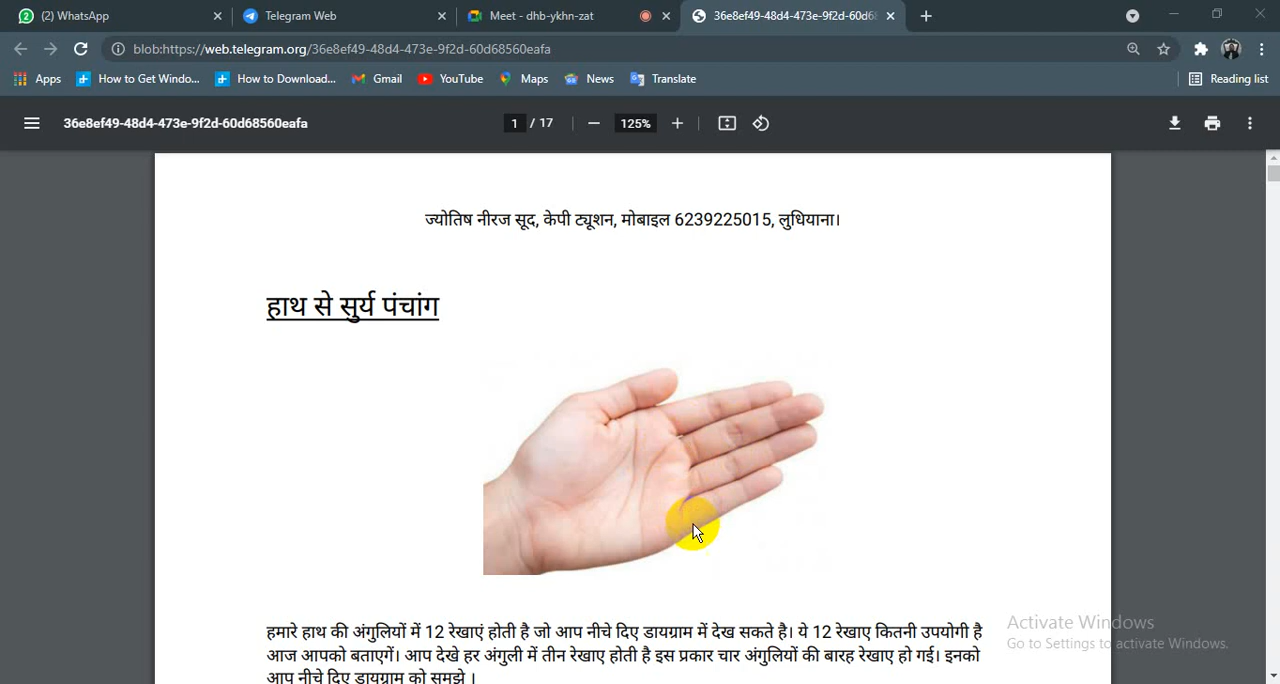 (2) WhatsApp
Telegram Web
Meet - dhb-ykhn-zat
36e8ef49-48d4-473e-9f2d-60d68
blob:https://web.telegram.org/36e8ef49-48d4-473e-9f2d-60d68560eafa
Apps
How to Get Windo...
How to Download...
Gmail
YouTube
Maps
News
Translate
Reading list
36e8ef49-48d4-473e-9f2d-60d68560eafa
1 / 17
125%
ज्योतिष नीरज सूद, केपी ट्यूशन, मोबाइल 6239225015, लुधियाना।
हाथ से सुर्य पंचांग
हमारे हाथ की अंगुलियों में 12 रेखाएं होती है जो आप नीचे दिए डायग्राम में देख सकते है। ये 12 रेखाए कितनी उपयोगी है
आज आपको बताएगें। आप देखे हर अंगुली में तीन रेखाए होती है इस प्रकार चार अंगुलियों की बारह रेखाए हो गई। इनको
आप नीचे दिए डायग्राम को समझे ।
Activate Windows
Go to Settings to activate Windows.